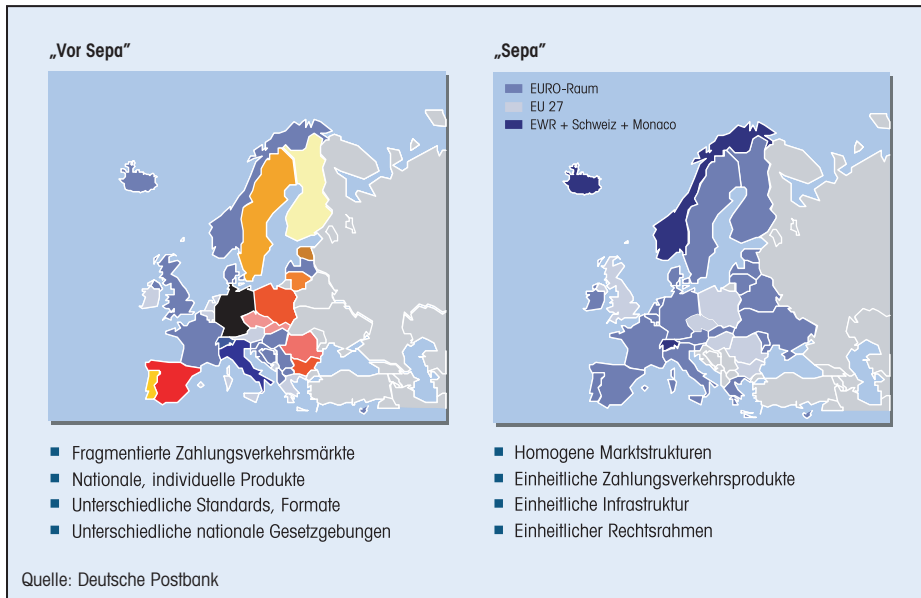 „Vor Sepa”
Fragmentierte Zahlungsverkehrsmärkte
Nationale, individuelle Produkte
Unterschiedliche Standards, Formate
Unterschiedliche nationale Gesetzgebungen
„Sepa”
EURO-Raum
EU 27
EWR + Schweiz + Monaco
Homogene Marktstrukturen
Einheitliche Zahlungsverkehrsprodukte
Einheitliche Infrastruktur
Einheitlicher Rechtsrahmen
Quelle: Deutsche Postbank